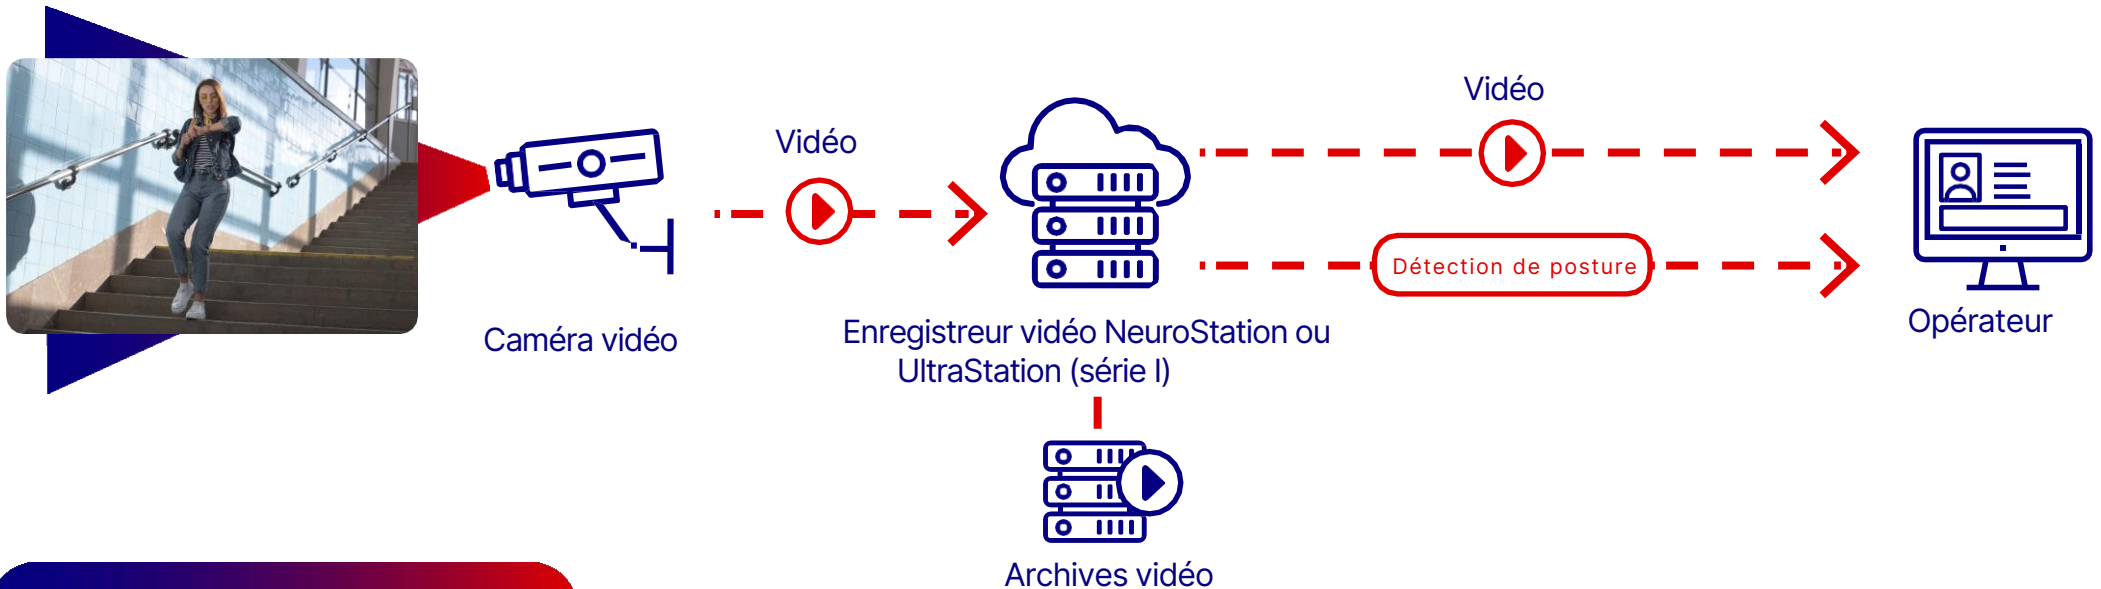 Vidéo
Vidéo
Détection de posture
Caméra vidéo
Enregistreur vidéo NeuroStation ou
UltraStation (série I)
Opérateur
Archives vidéo